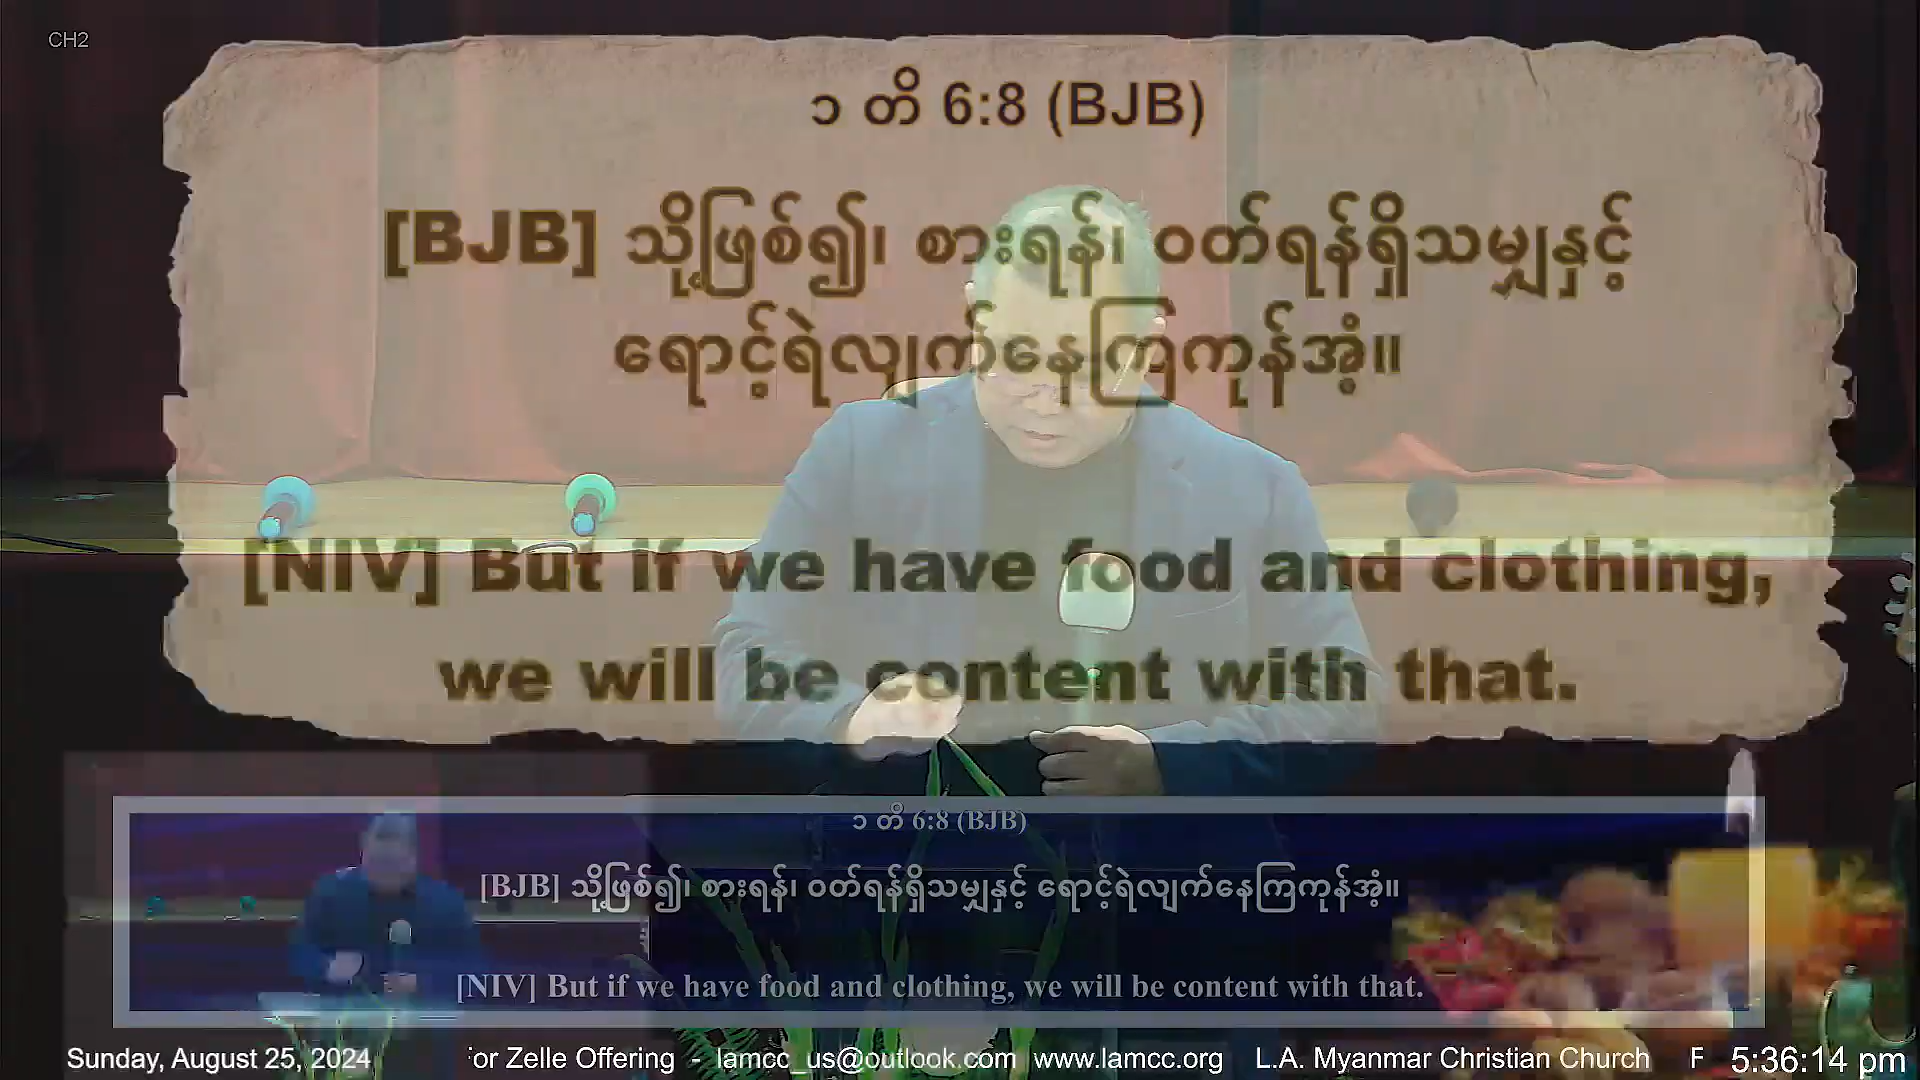 CH2
၁ တိ 6:8 (BJB)
[BJB] သို့ဖြစ်၍၊ စားရန်၊ ဝတ်ရန်ရှိသမျှနှင့်
ရောင့်ရဲလျက်နေကြကုန်အံ့။
[NIV] But if we have food and clothing,
we will be content with that.
၁ တိ 6:8 (BJB)
[BJB] သို့ဖြစ်၍၊ စားရန်၊ ဝတ်ရန်ရှိသမျှနှင့် ရောင့်ရဲလျက်နေကြကုန်အံ့။
[NIV] But if we have food and clothing, we will be content with that.
Sunday, August 25, 2024 or Zelle Offering - lamcc_us@outlook.com www.lamcc.org L.A. Myanmar Christian Church F 5:36:14 pm